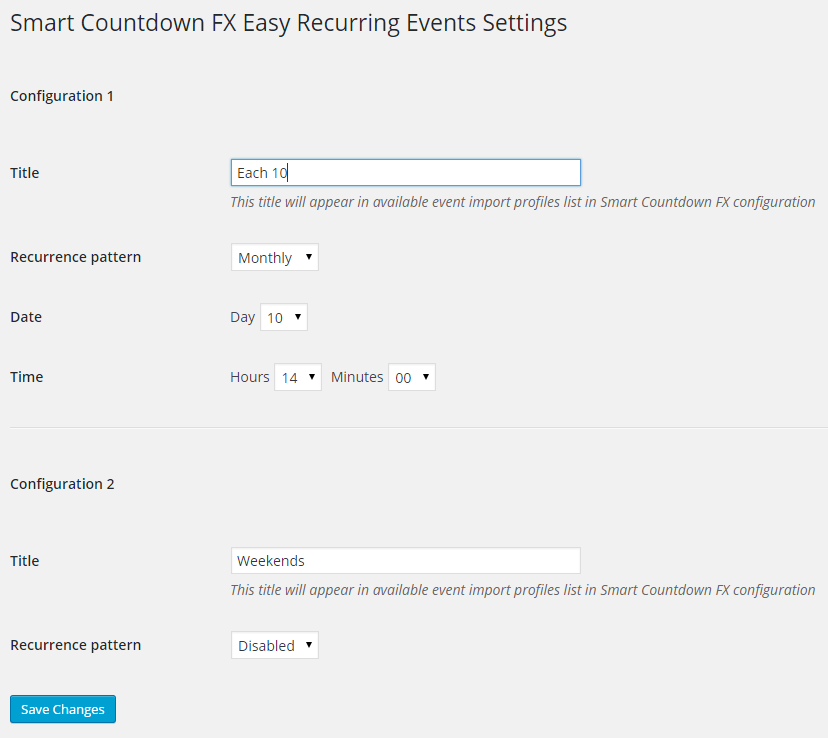 Smart Countdown FX Easy Recurring Events Settings
Configuration 1
Title Each 10
This title will appear in available event import profiles list in Smart Countdown FX configuration
Recurrence pattern Monthly
Date Day 10
Time Hours 14 Minutes 00
Configuration 2
Title Weekends
This title will appear in available event import profiles list in Smart Countdown FX configuration
Recurrence pattern Disabled
Save Changes